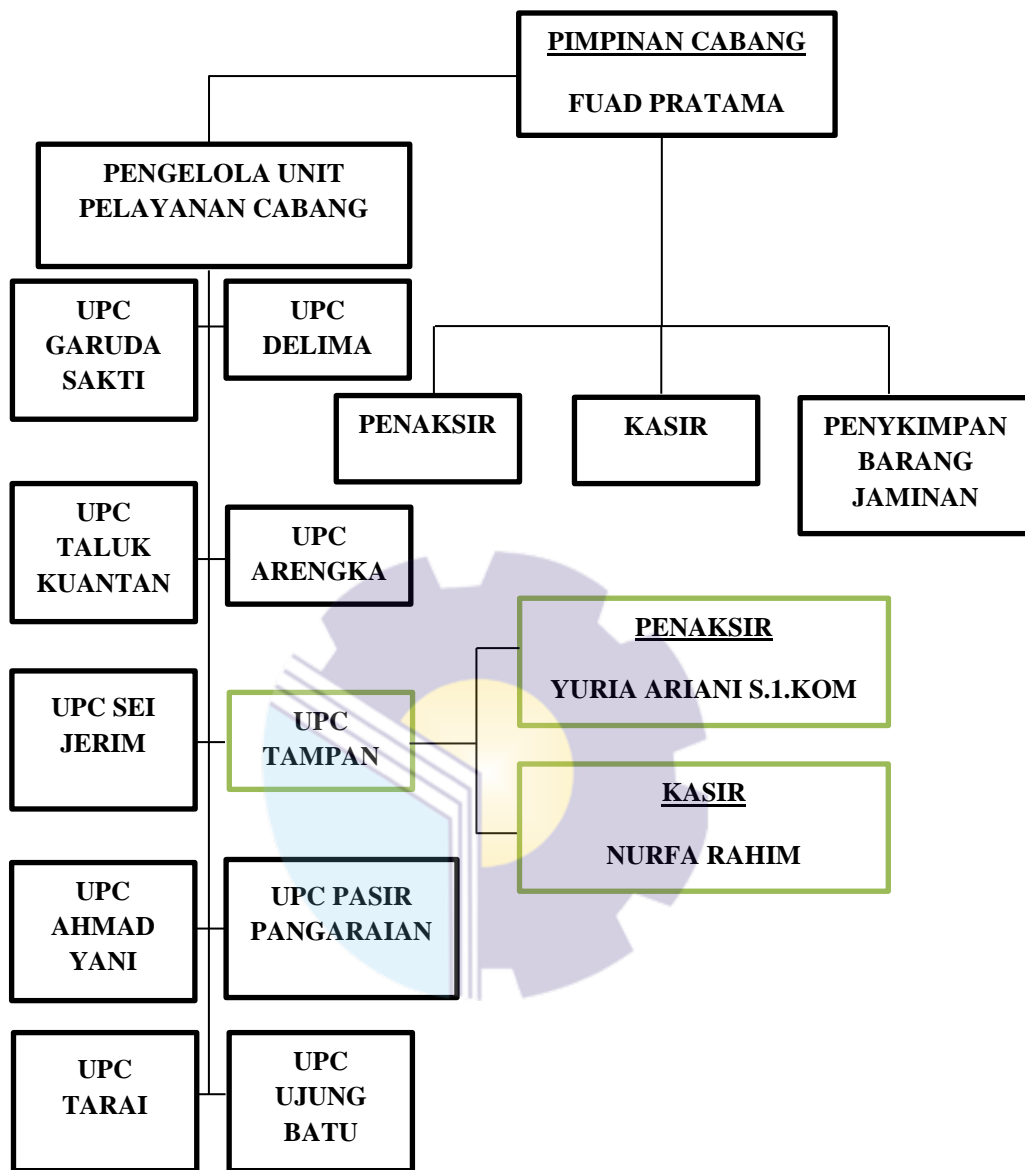 PIMPINAN CABANG
FUAD PRATAMA
PENGELOLA UNIT
PELAYANAN CABANG
UPC
GARUDA
SAKTI
UPC
DELIMA
PENAKSIR
KASIR
PENYKIMPAN
BARANG
JAMINAN
UPC
TALUK
KUANTAN
UPC
ARENGKA
PENAKSIR
YURIA ARIANI S.1.KOM
UPC SEI
JERIM
UPC
TAMPAN
KASIR
NURFA RAHIM
UPC
AHMAD
YANI
UPC PASIR
PANGARAIAN
UPC
TARAI
UPC
UJUNG
BATU